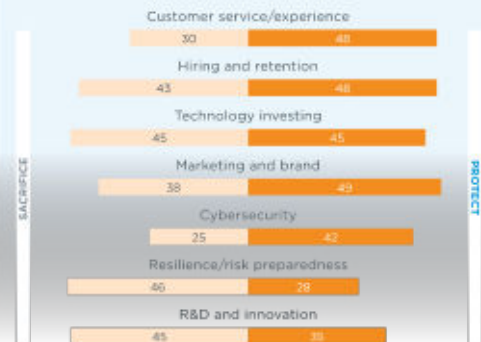 Customer service/experience
30 48
Hiring and retention
43 48
Technology investing
45 45
Marketing and brand
38 49
Cybersecurity
25 42
Resilience/risk preparedness
46 28
R&D and innovation
45 35
SACRIFICE
PROTECT